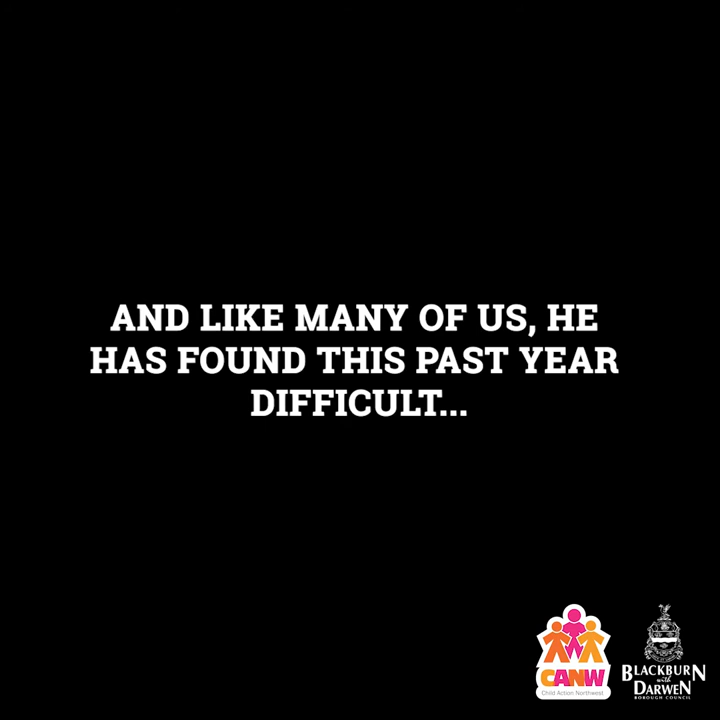 AND LIKE MANY OF US, HE
HAS FOUND THIS PAST YEAR
DIFFICULT...
CANW
Child Action Northwest
BLACKBURN
with
DARWEN
BOROUGH COUNCIL